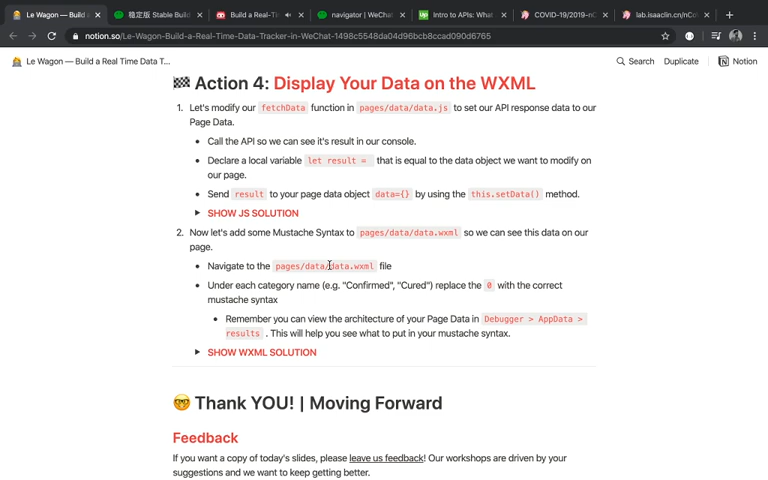 Le Wagon — Build a
稳定版 Stable Build
Build a Real-Tim
navigator | WeChat
Intro to APIs: What
COVID-19/2019-nC
lab.isaaclin.cn/nCo
notion.so/Le-Wagon-Build-a-Real-Time-Data-Tracker-in-WeChat-1498c5548da04d96bcb8ccad090d6765
Le Wagon — Build a Real Time Data T...
Search Duplicate Notion
Action 4: Display Your Data on the WXML
1. Let's modify our fetchData function in pages/data/data.js to set our API response data to our
Page Data.
• Call the API so we can see it's result in our console.
• Declare a local variable let result = that is equal to the data object we want to modify on
our page.
• Send result to your page data object data={} by using the this.setData() method.
SHOW JS SOLUTION
2. Now let's add some Mustache Syntax to pages/data/data.wxml so we can see this data on our
page.
• Navigate to the pages/data/data.wxml file
• Under each category name (e.g. "Confirmed", "Cured") replace the 0 with the correct
mustache syntax
• Remember you can view the architecture of your Page Data in Debugger > AppData >
results . This will help you see what to put in your mustache syntax.
SHOW WXML SOLUTION
Thank YOU! | Moving Forward
Feedback
If you want a copy of today's slides, please leave us feedback! Our workshops are driven by your
suggestions and we want to keep getting better.